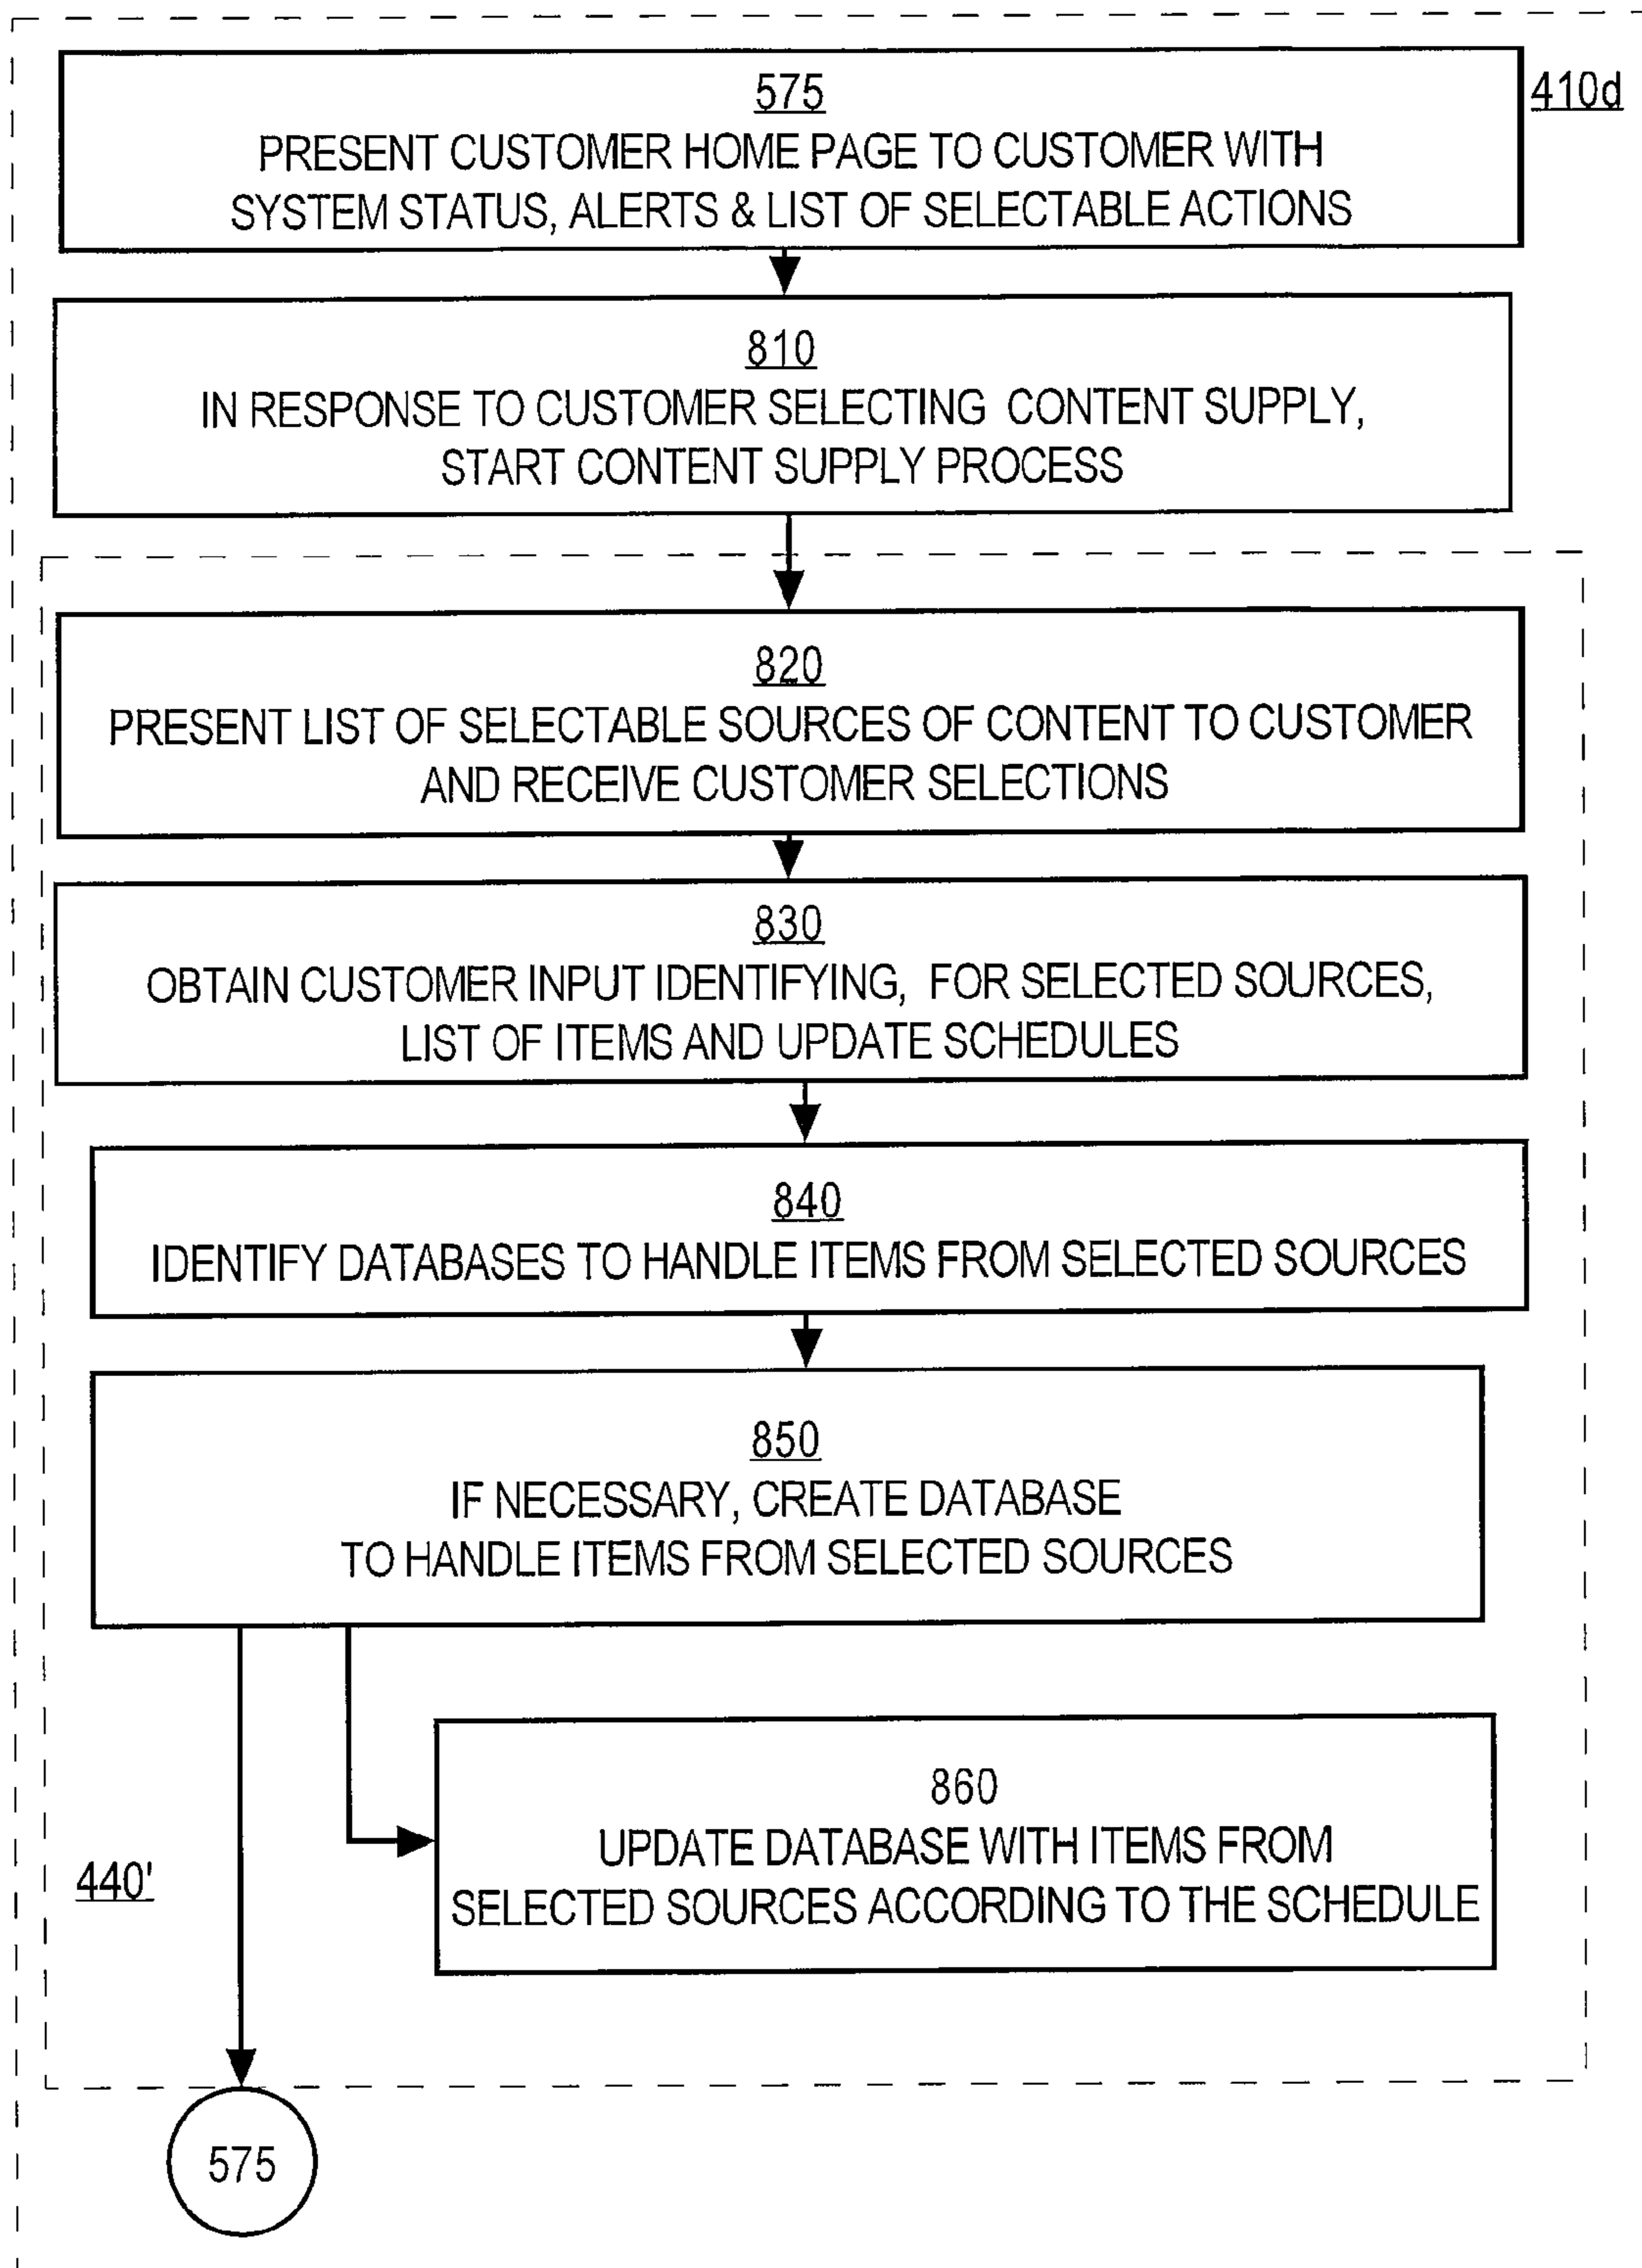 575
410d
PRESENT CUSTOMER HOME PAGE TO CUSTOMER WITH
SYSTEM STATUS, ALERTS & LIST OF SELECTABLE ACTIONS
810
IN RESPONSE TO CUSTOMER SELECTING CONTENT SUPPLY,
START CONTENT SUPPLY PROCESS
820
PRESENT LIST OF SELECTABLE SOURCES OF CONTENT TO CUSTOMER
AND RECEIVE CUSTOMER SELECTIONS
830
OBTAIN CUSTOMER INPUT IDENTIFYING, FOR SELECTED SOURCES,
LIST OF ITEMS AND UPDATE SCHEDULES
840
IDENTIFY DATABASES TO HANDLE ITEMS FROM SELECTED SOURCES
850
IF NECESSARY, CREATE DATABASE
TO HANDLE ITEMS FROM SELECTED SOURCES
860
UPDATE DATABASE WITH ITEMS FROM
SELECTED SOURCES ACCORDING TO THE SCHEDULE
440'
575